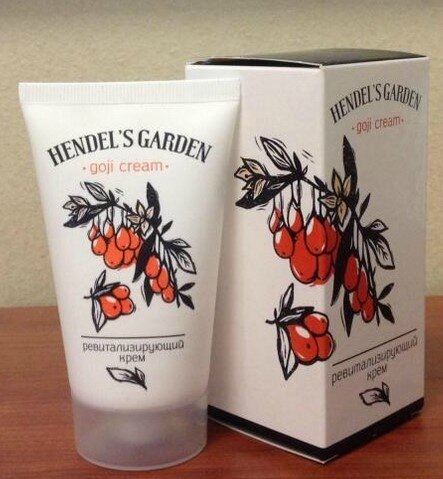 HENDEL'S GARDEN
• goji cream •
ревитализирующий
крем
HENDEL'S GARDEN
• goji cream •
ревитализирующий
крем